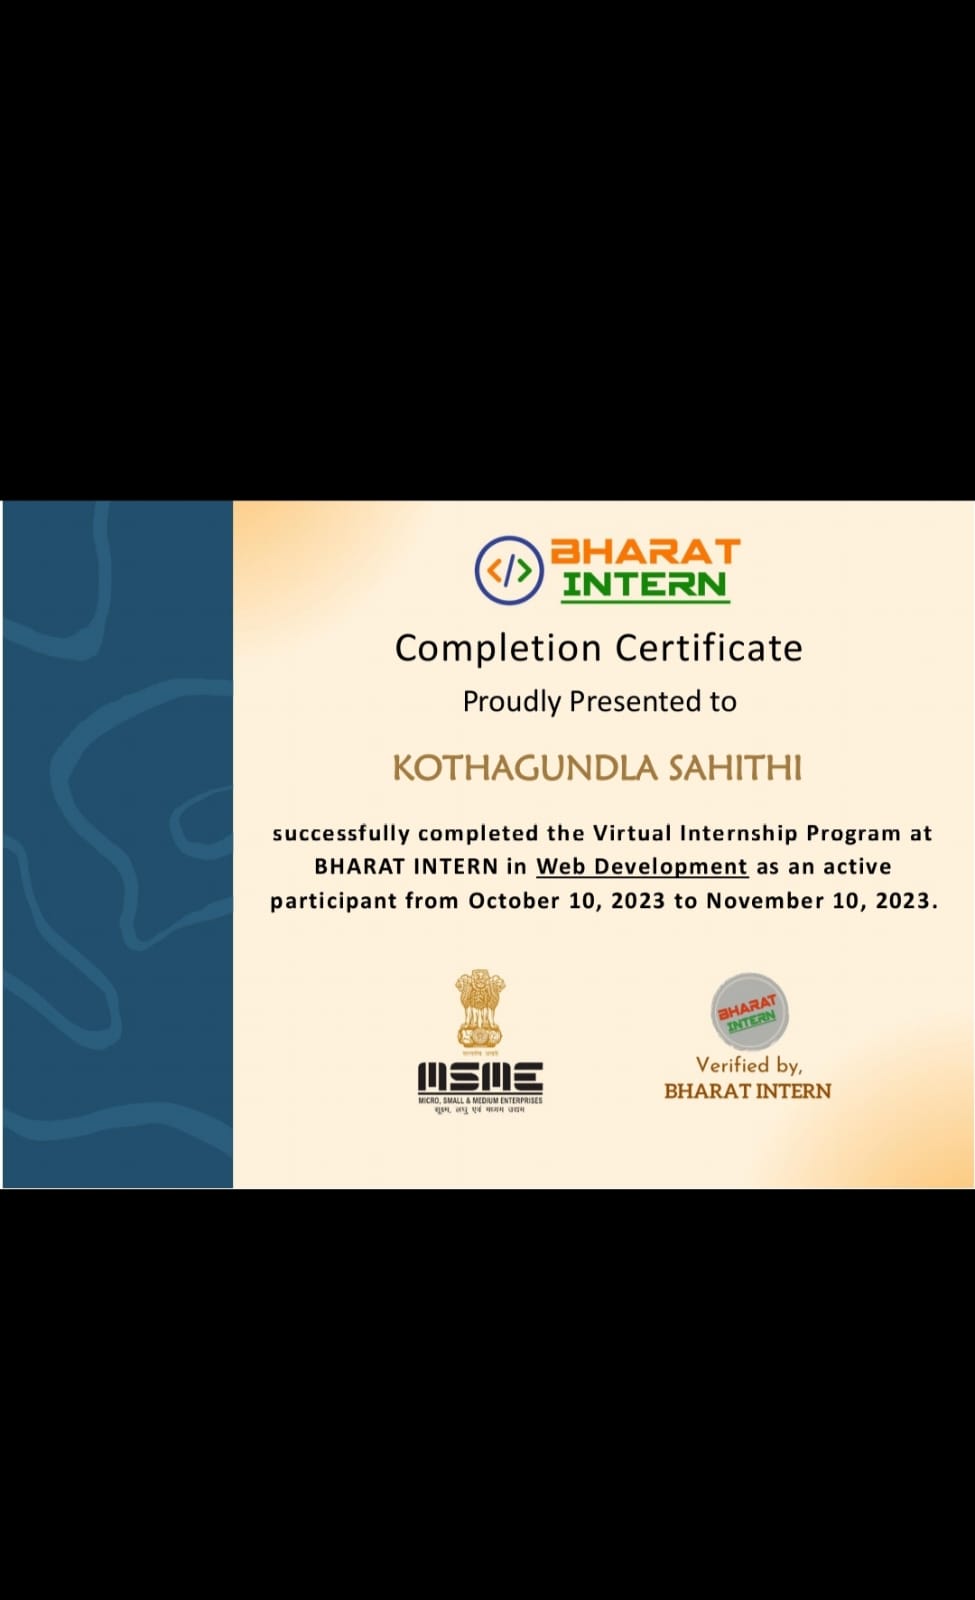 </>
BHARAT
INTERN
Completion Certificate
Proudly Presented to
KOTHAGUNDLA SAHITHI
successfully completed the Virtual Internship Program at
BHARAT INTERN in Web Development as an active
participant from October 10, 2023 to November 10, 2023.
सत्यमेव जयते
MSME
MICRO, SMALL & MEDIUM ENTERPRISES
सूक्ष्म, लघु एवं मध्यम उद्यम
BHARAT
INTERN
Verified by,
BHARAT INTERN